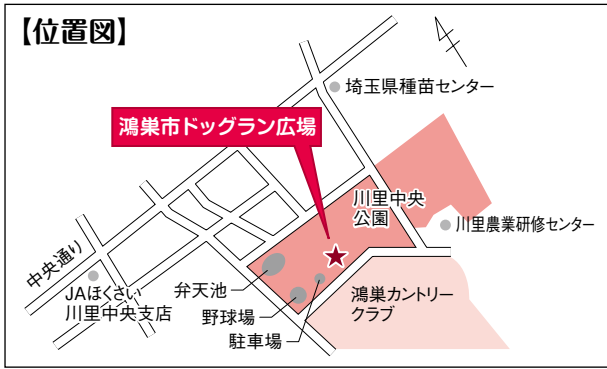 【位置図】
埼玉県種苗センター
鴻巣市ドッグラン広場
川里中央
公園
川里農業研修センター
中央通り
JAほくさい
川里中央支店
弁天池
野球場
駐車場
鴻巣カントリー
クラブ